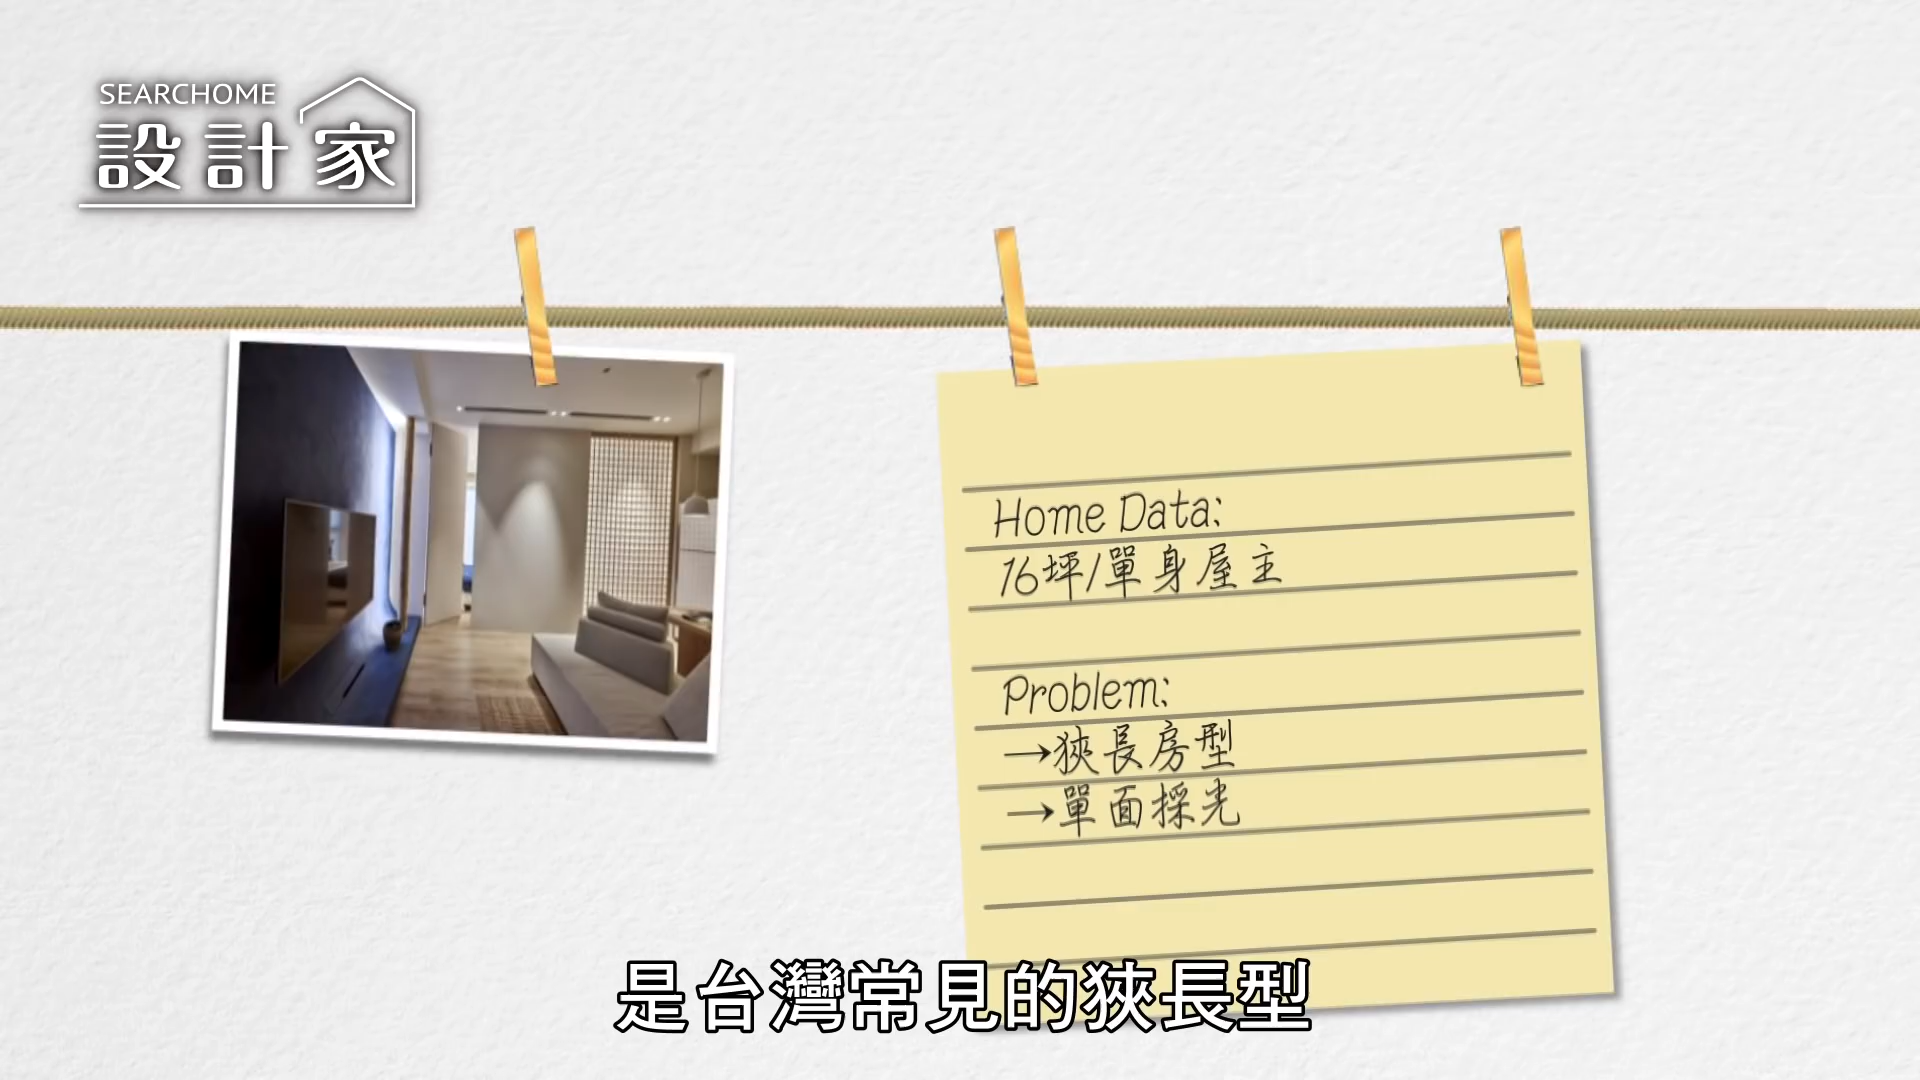 SEARCHOME
設計家
Home Data:
16坪/單身屋主
Problem:
→狹長房型
→單面採光
是台灣常見的狹長型